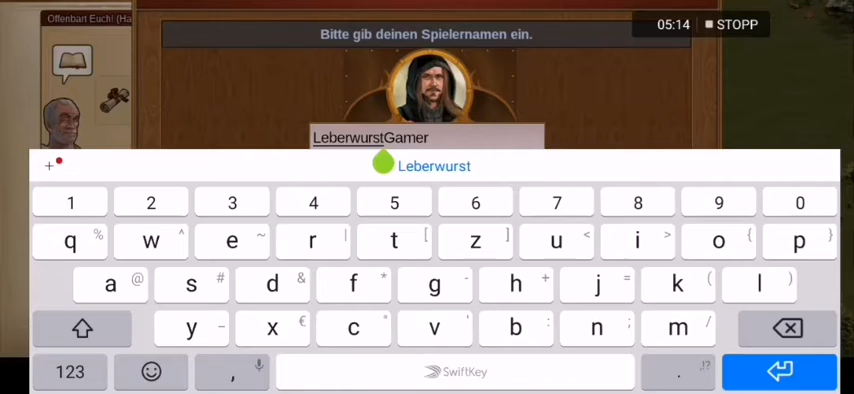 Offenbart Euch! (Ha
Bitte gib deinen Spielernamen ein.
05:14 STOPP
LeberwurstGamer
+ Leberwurst
1 2 3 4 5 6 7 8 9 0
q % w ^ e ~ r | t [ z ] u < i > o { p }
a @ s # d & f * g - h + j = k ( l )
y _ x € c " v ' b : n ; m /
123 , SwiftKey . ,!?